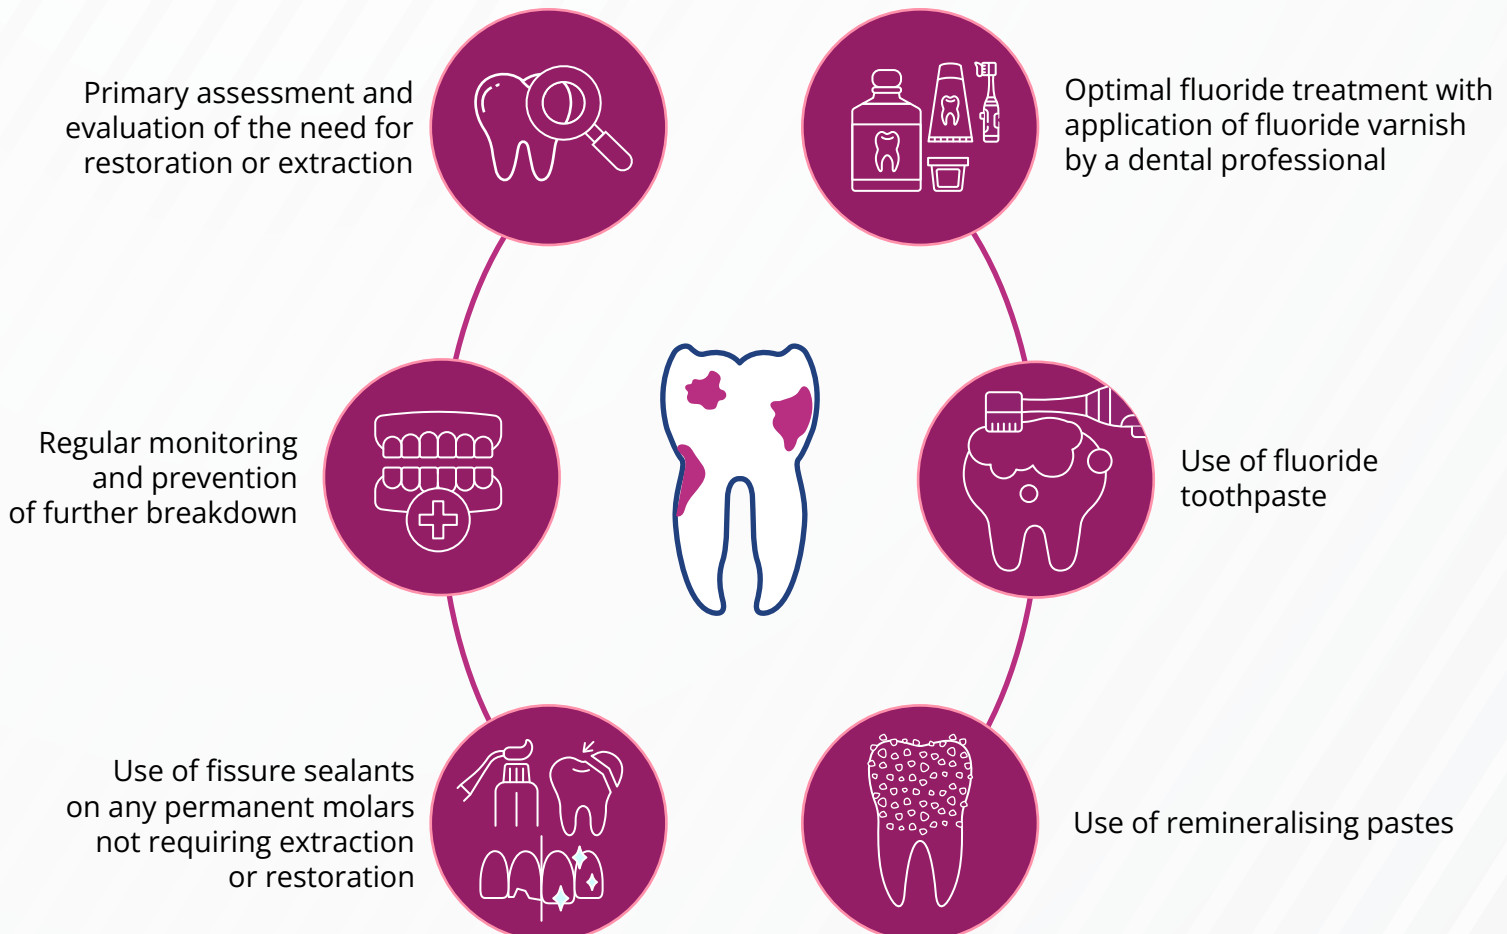 Primary assessment and
evaluation of the need for
restoration or extraction
Optimal fluoride treatment with
application of fluoride varnish
by a dental professional
Regular monitoring
and prevention
of further breakdown
Use of fluoride
toothpaste
Use of fissure sealants
on any permanent molars
not requiring extraction
or restoration
Use of remineralising pastes